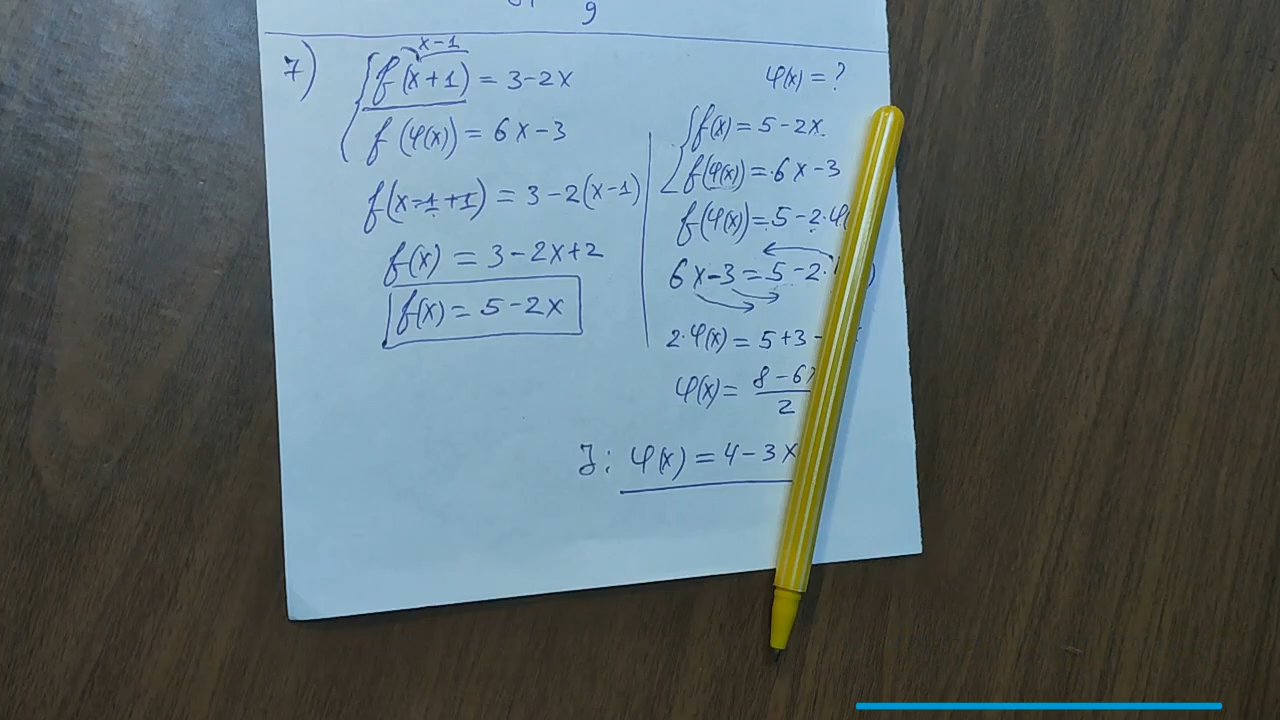 9
7) x-1
f(x+1) = 3-2x
f(φ(x)) = 6x-3
f(x-1+1) = 3-2(x-1)
f(x) = 3-2x+2
f(x) = 5-2x
φ(x) = ?
f(x) = 5-2x.
f(φ(x)) = 6x-3
f(φ(x)) = 5-2·φ(
6x-3 = 5-2·
2·φ(x) = 5+3-
φ(x) = 8-6x / 2
J: φ(x) = 4-3x